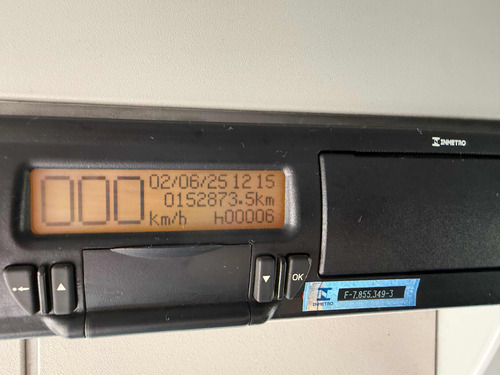 INMETRO
000
02/06/25 12 15
0152873.5km
km/h h00006
OK
INMETRO
F-7.855.349-3